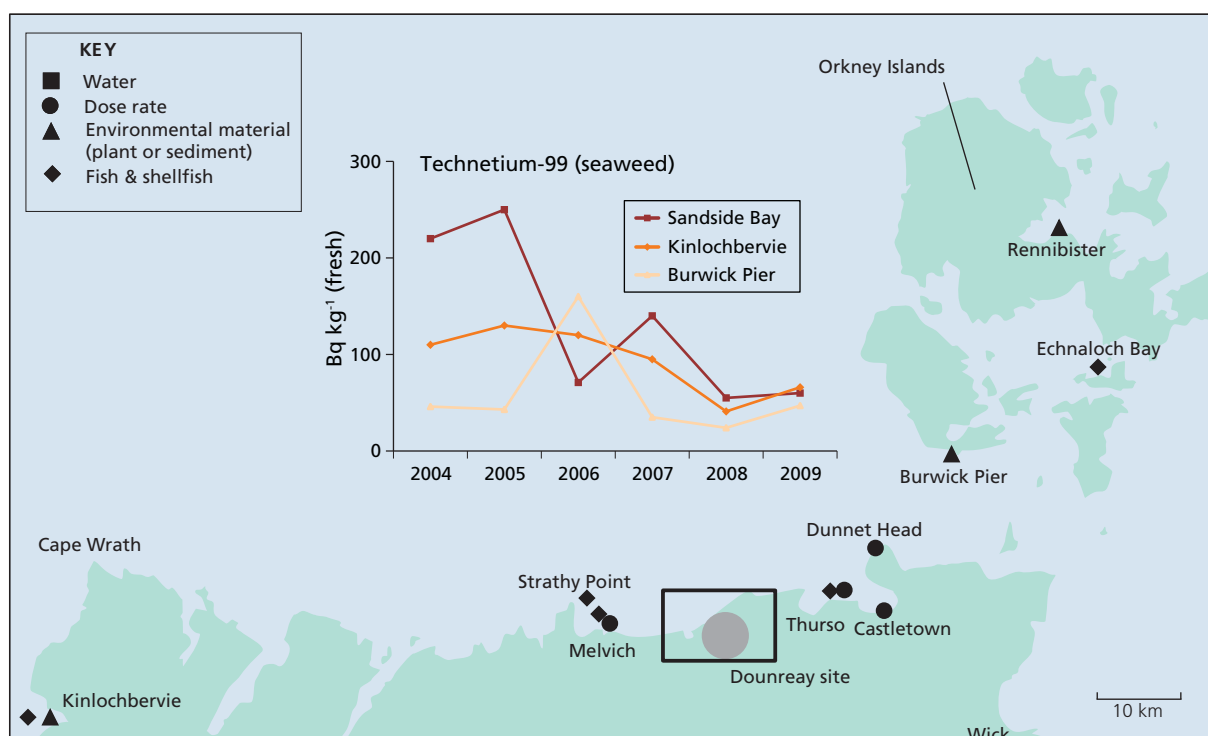 KEY
Water
Dose rate
Environmental material
(plant or sediment)
Fish & shellfish
Orkney Islands
Technetium-99 (seaweed)
300
200
100
0
Bq kg⁻¹ (fresh)
Sandside Bay
Kinlochbervie
Burwick Pier
2004 2005 2006 2007 2008 2009
Rennibister
Echnaloch Bay
Burwick Pier
Dunnet Head
Cape Wrath
Strathy Point
Melvich
Thurso
Castletown
Dounreay site
Kinlochbervie
10 km
Wick